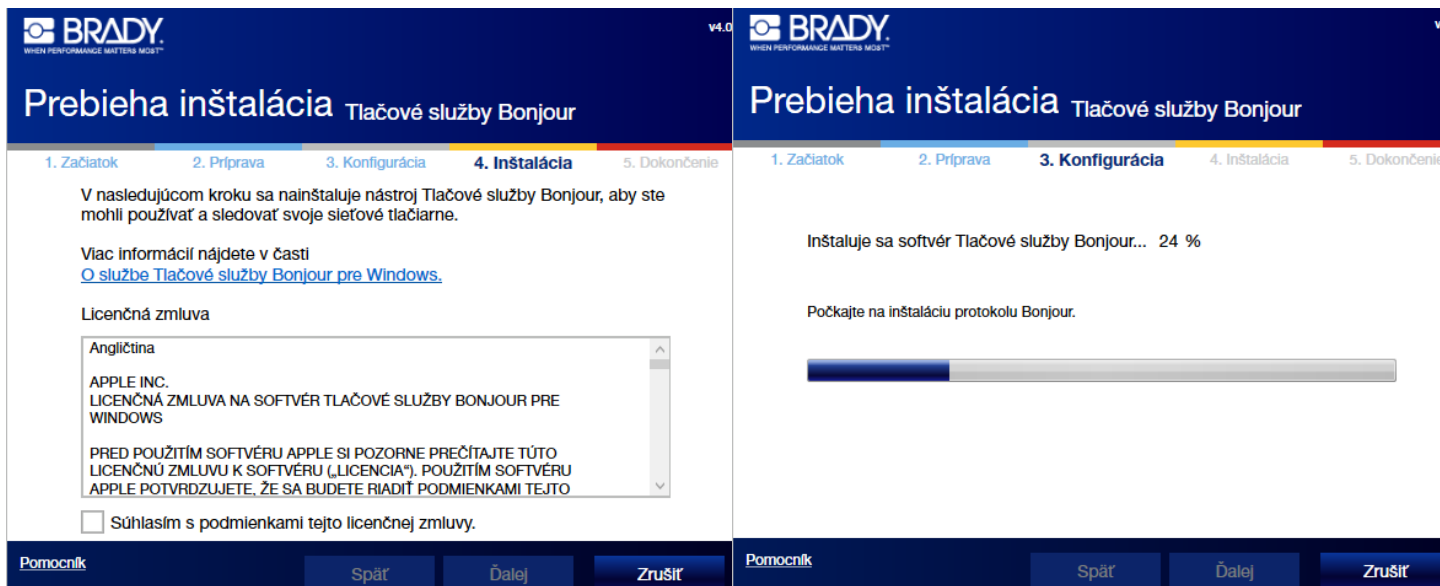 BRADY.
WHEN PERFORMANCE MATTERS MOST™
v4.0
Prebieha inštalácia Tlačové služby Bonjour
1. Začiatok 2. Príprava 3. Konfigurácia 4. Inštalácia 5. Dokončenie
V nasledujúcom kroku sa nainštaluje nástroj Tlačové služby Bonjour, aby ste
mohli používať a sledovať svoje sieťové tlačiarne.
Viac informácií nájdete v časti
O službe Tlačové služby Bonjour pre Windows.
Licenčná zmluva
Angličtina
APPLE INC.
LICENČNÁ ZMLUVA NA SOFTVÉR TLAČOVÉ SLUŽBY BONJOUR PRE
WINDOWS
PRED POUŽITÍM SOFTVÉRU APPLE SI POZORNE PREČÍTAJTE TÚTO
LICENČNÚ ZMLUVU K SOFTVÉRU („LICENCIA“). POUŽITÍM SOFTVÉRU
APPLE POTVRDZUJETE, ŽE SA BUDETE RIADIŤ PODMIENKAMI TEJTO
Súhlasím s podmienkami tejto licenčnej zmluvy.
Pomocník Späť Ďalej Zrušiť
BRADY.
WHEN PERFORMANCE MATTERS MOST™
v
Prebieha inštalácia Tlačové služby Bonjour
1. Začiatok 2. Príprava 3. Konfigurácia 4. Inštalácia 5. Dokončenie
Inštaluje sa softvér Tlačové služby Bonjour... 24 %
Počkajte na inštaláciu protokolu Bonjour.
Pomocník Späť Ďalej Zrušiť